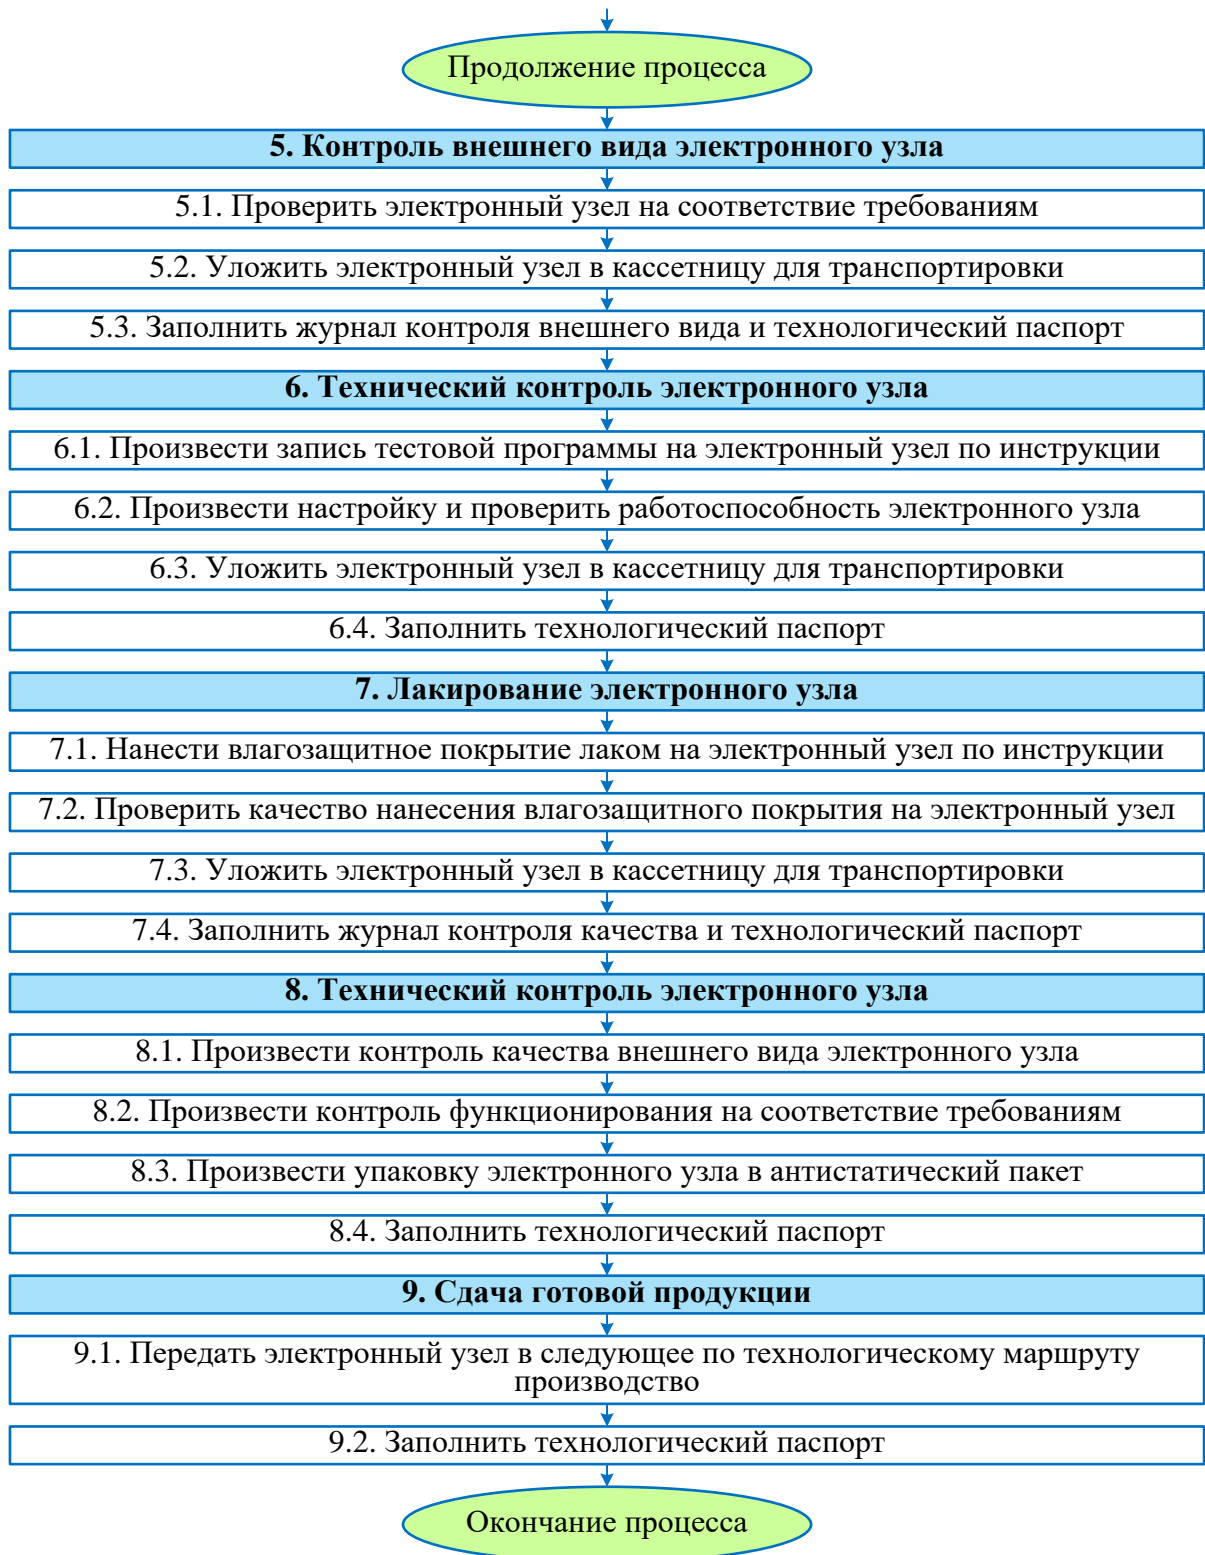 Продолжение процесса
5. Контроль внешнего вида электронного узла
5.1. Проверить электронный узел на соответствие требованиям
5.2. Уложить электронный узел в кассетницу для транспортировки
5.3. Заполнить журнал контроля внешнего вида и технологический паспорт
6. Технический контроль электронного узла
6.1. Произвести запись тестовой программы на электронный узел по инструкции
6.2. Произвести настройку и проверить работоспособность электронного узла
6.3. Уложить электронный узел в кассетницу для транспортировки
6.4. Заполнить технологический паспорт
7. Лакирование электронного узла
7.1. Нанести влагозащитное покрытие лаком на электронный узел по инструкции
7.2. Проверить качество нанесения влагозащитного покрытия на электронный узел
7.3. Уложить электронный узел в кассетницу для транспортировки
7.4. Заполнить журнал контроля качества и технологический паспорт
8. Технический контроль электронного узла
8.1. Произвести контроль качества внешнего вида электронного узла
8.2. Произвести контроль функционирования на соответствие требованиям
8.3. Произвести упаковку электронного узла в антистатический пакет
8.4. Заполнить технологический паспорт
9. Сдача готовой продукции
9.1. Передать электронный узел в следующее по технологическому маршруту
производство
9.2. Заполнить технологический паспорт
Окончание процесса